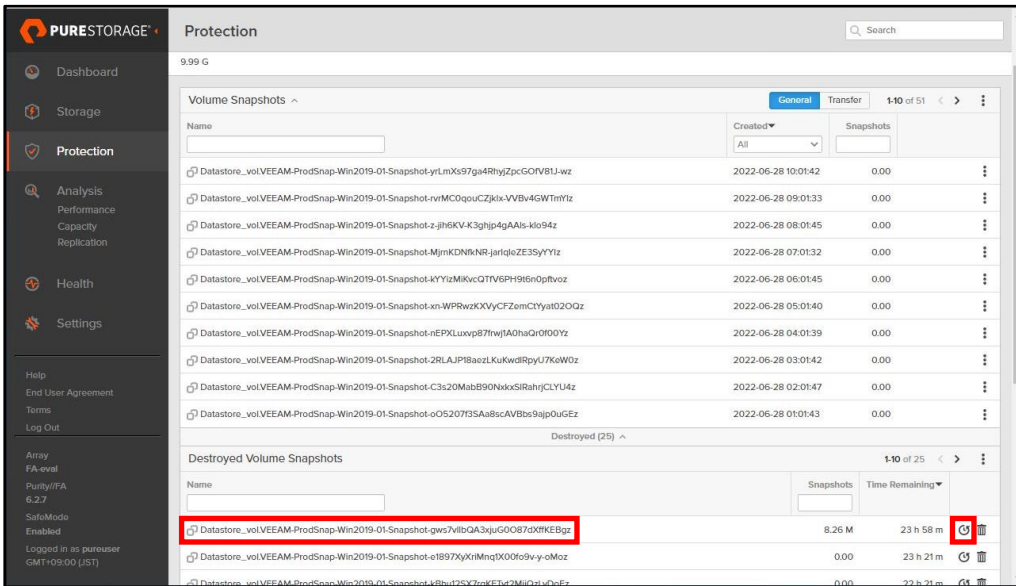 PURESTORAGE®
Protection
Search
Dashboard
Storage
Protection
Analysis
Performance
Capacity
Replication
Health
Settings
Help
End User Agreement
Terms
Log Out
Array
FA-eval
Purity//FA
6.2.7
SafeMode
Enabled
Logged in as pureuser
GMT+09:00 (JST)
9.99 G
Volume Snapshots
General Transfer 1-10 of 51
Name Created Snapshots
All
Datastore_vol.VEEAM-ProdSnap-Win2019-01-Snapshot-yrLmXs97ga4RhyjZpcGOfV81J-wz 2022-06-28 10:01:42 0.00
Datastore_vol.VEEAM-ProdSnap-Win2019-01-Snapshot-rvrMC0qouCZjklx-VVBv4GWTmYIz 2022-06-28 09:01:33 0.00
Datastore_vol.VEEAM-ProdSnap-Win2019-01-Snapshot-z-jih6KV-K3ghjp4gAAls-klo94z 2022-06-28 08:01:45 0.00
Datastore_vol.VEEAM-ProdSnap-Win2019-01-Snapshot-MjrnKDNfkNR-jarlqleZE3SyYYIz 2022-06-28 07:01:32 0.00
Datastore_vol.VEEAM-ProdSnap-Win2019-01-Snapshot-kYYizMiKvcQTfV6PH9t6n0pftvoz 2022-06-28 06:01:45 0.00
Datastore_vol.VEEAM-ProdSnap-Win2019-01-Snapshot-xn-WPRwzKXVyCFZemCtYyat02OQz 2022-06-28 05:01:40 0.00
Datastore_vol.VEEAM-ProdSnap-Win2019-01-Snapshot-nEPXLuxvp87frwj1A0haQr0f00Yz 2022-06-28 04:01:39 0.00
Datastore_vol.VEEAM-ProdSnap-Win2019-01-Snapshot-2RLAJP18aezLKuKwdlRpyU7KeW0z 2022-06-28 03:01:42 0.00
Datastore_vol.VEEAM-ProdSnap-Win2019-01-Snapshot-C3s20MabB90NxkxSIRahrjCLYU4z 2022-06-28 02:01:47 0.00
Datastore_vol.VEEAM-ProdSnap-Win2019-01-Snapshot-oO5207f3SAa8scAVBbs9ajp0uGEz 2022-06-28 01:01:43 0.00
Destroyed (25)
Destroyed Volume Snapshots 1-10 of 25
Name Snapshots Time Remaining
Datastore_vol.VEEAM-ProdSnap-Win2019-01-Snapshot-gws7vllbQA3xjuG0O87dXffKEBgz 8.26 M 23 h 58 m
Datastore_vol.VEEAM-ProdSnap-Win2019-01-Snapshot-e1897XyXriMnq1X00fo9v-y-oMoz 0.00 23 h 21 m
0.00 22 h 21 m